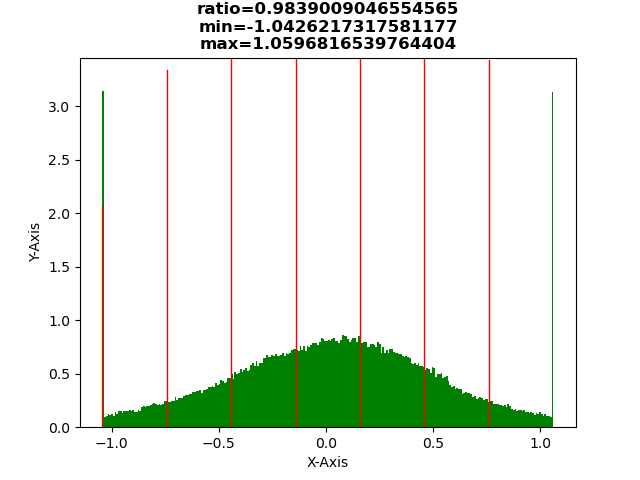 ratio=0.9839009046554565
min=-1.0426217317581177
max=1.0596816539764404
3.0
2.5
2.0
1.5
1.0
0.5
0.0
Y-Axis
−1.0
−0.5
0.0
0.5
1.0
X-Axis